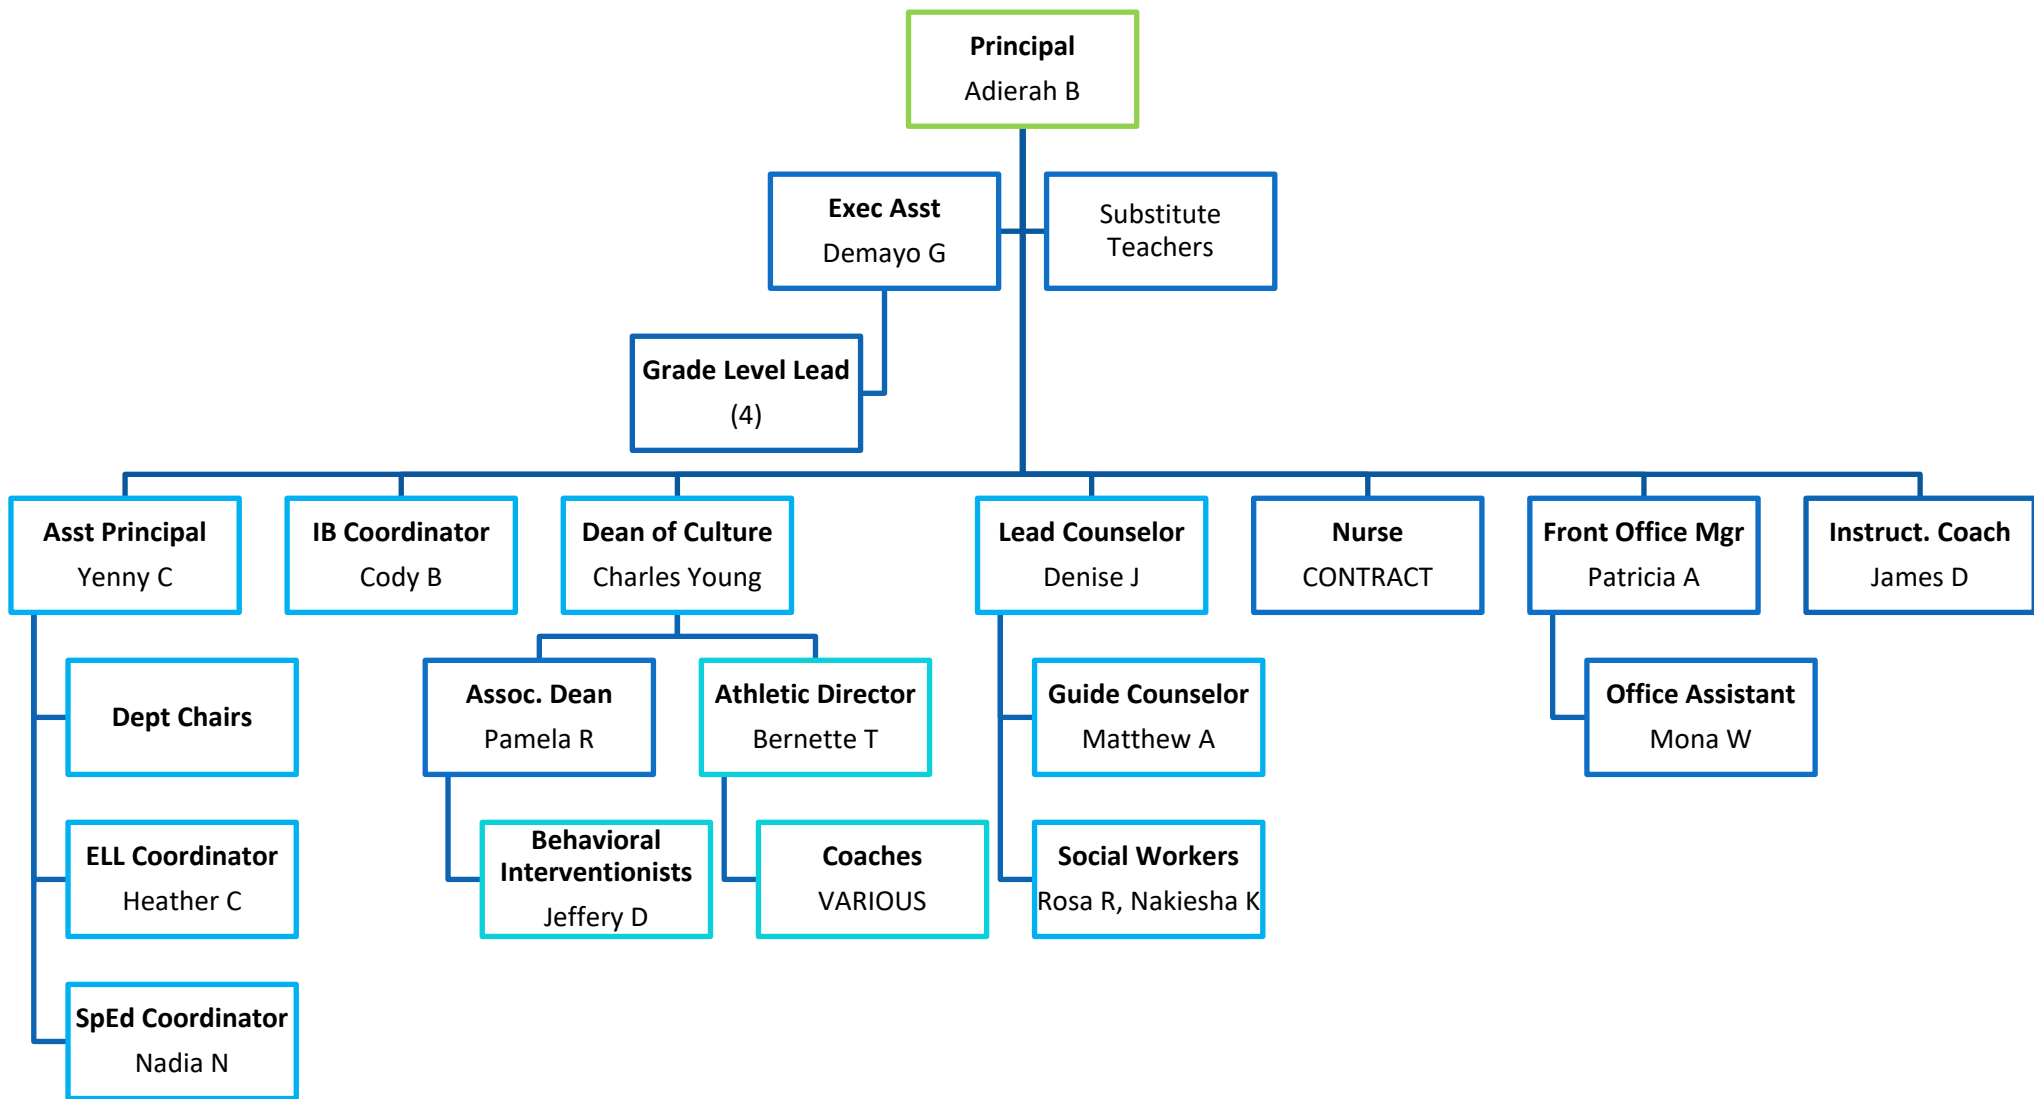 Principal
Adierah B
Exec Asst
Demayo G
Substitute
Teachers
Grade Level Lead
(4)
Asst Principal
Yenny C
IB Coordinator
Cody B
Dean of Culture
Charles Young
Lead Counselor
Denise J
Nurse
CONTRACT
Front Office Mgr
Patricia A
Instruct. Coach
James D
Dept Chairs
Assoc. Dean
Pamela R
Athletic Director
Bernette T
Guide Counselor
Matthew A
Office Assistant
Mona W
ELL Coordinator
Heather C
Behavioral
Interventionists
Jeffery D
Coaches
VARIOUS
Social Workers
Rosa R, Nakiesha K
SpEd Coordinator
Nadia N